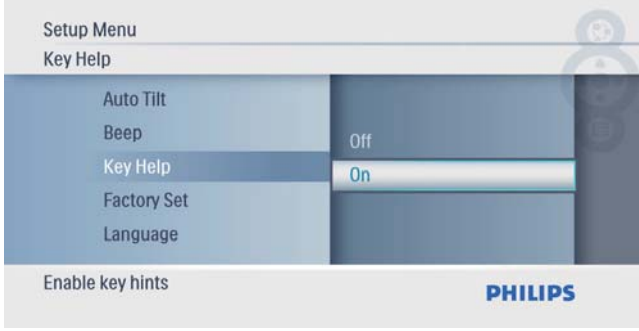 Setup Menu
Key Help
Auto Tilt
Beep
Key Help
Factory Set
Language
Off
On
Enable key hints
PHILIPS